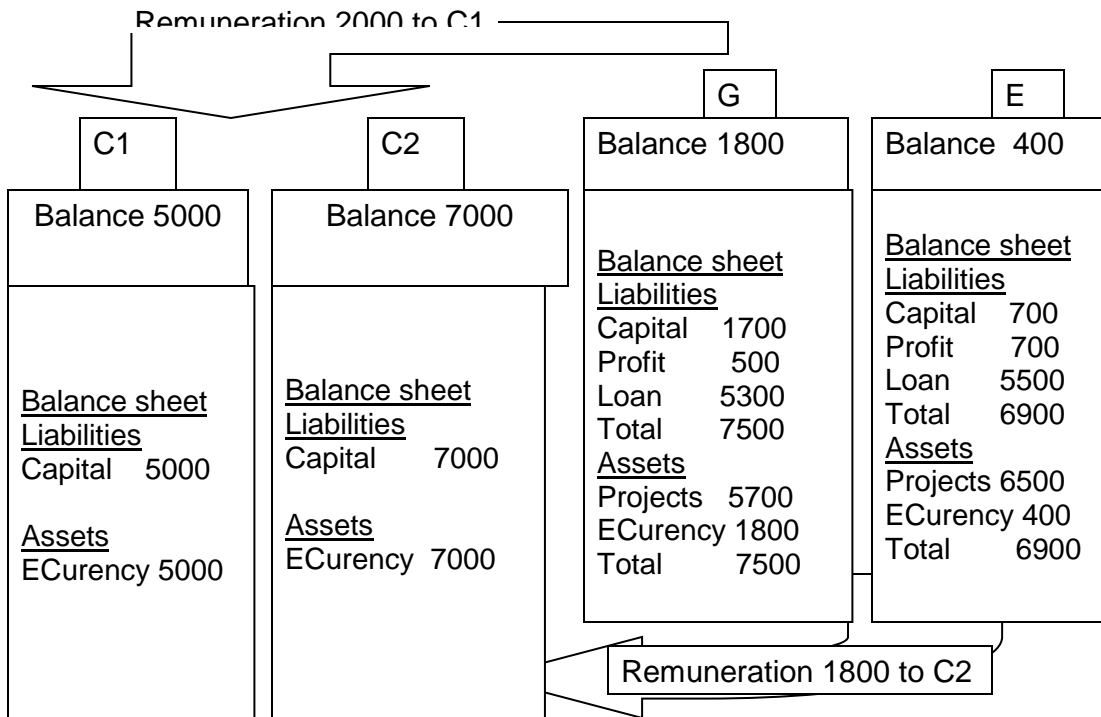 Remuneration 2000 to C1
C1
Balance 5000
Balance sheet
Liabilities
Capital 5000
Assets
ECurency 5000
C2
Balance 7000
Balance sheet
Liabilities
Capital 7000
Assets
ECurency 7000
G
Balance 1800
Balance sheet
Liabilities
Capital 1700
Profit 500
Loan 5300
Total 7500
Assets
Projects 5700
ECurency 1800
Total 7500
E
Balance 400
Balance sheet
Liabilities
Capital 700
Profit 700
Loan 5500
Total 6900
Assets
Projects 6500
ECurency 400
Total 6900
Remuneration 1800 to C2